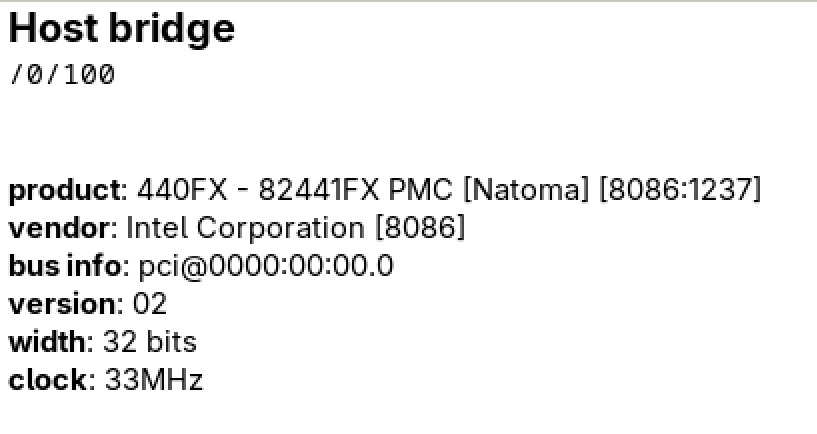 Host bridge
/0/100
product: 440FX - 82441FX PMC [Natoma] [8086:1237]
vendor: Intel Corporation [8086]
bus info: pci@0000:00:00.0
version: 02
width: 32 bits
clock: 33MHz